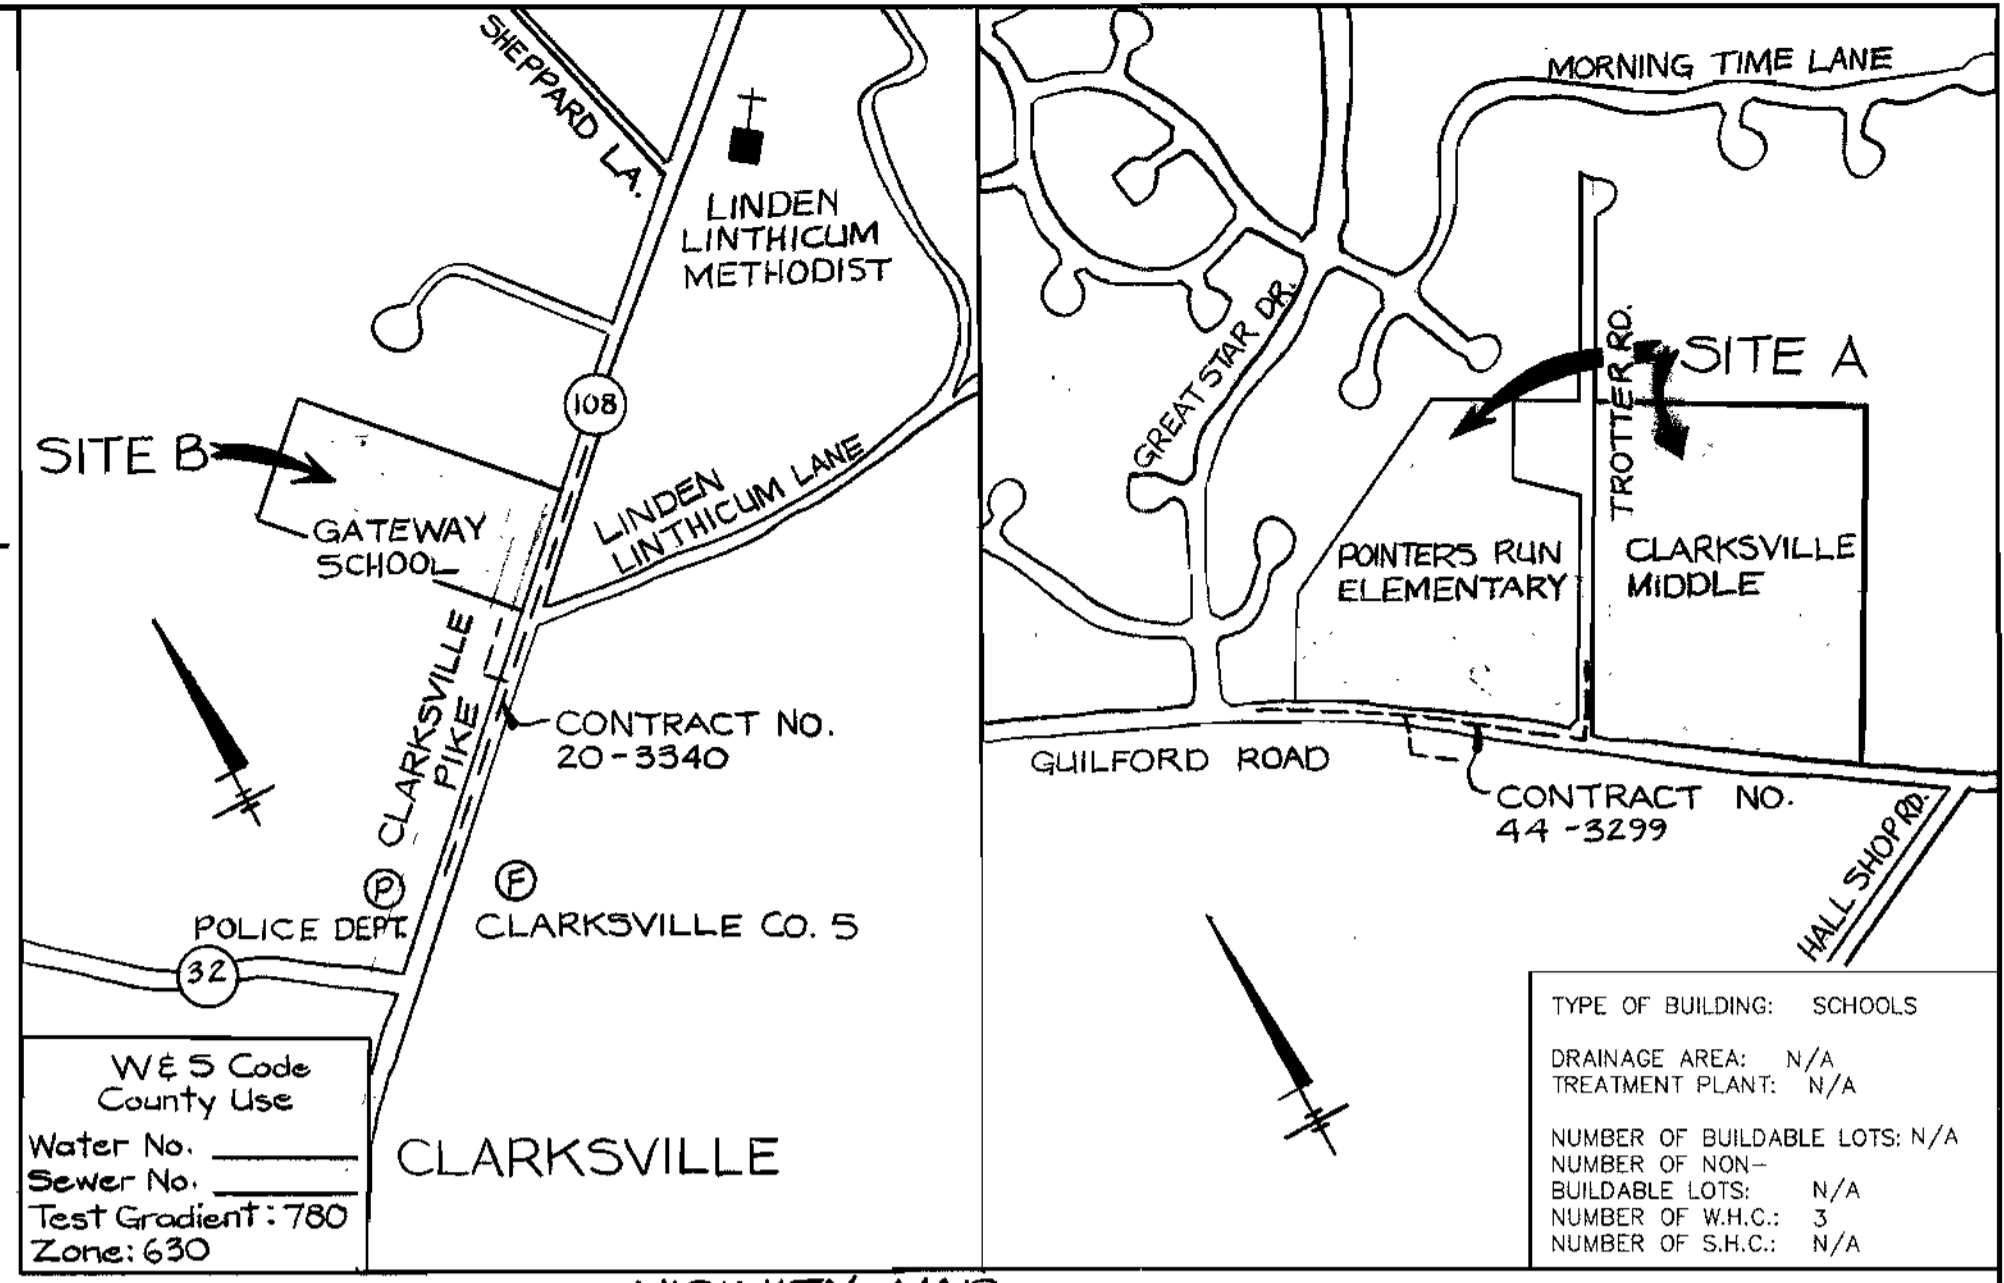 SHEPPARD LA.
LINDEN
LINTHICUM
METHODIST
108
SITE B
GATEWAY
SCHOOL
LINDEN
LINTHICUM LANE
CLARKSVILLE
PIKE
CONTRACT NO.
20-3340
P
F
POLICE DEPT.
CLARKSVILLE CO. 5
32
W & S Code
County Use
Water No.
Sewer No.
Test Gradient: 780
Zone: 630
CLARKSVILLE
MORNING TIME LANE
GREAT STAR DR.
TROTTER RD.
SITE A
POINTERS RUN
ELEMENTARY
CLARKSVILLE
MIDDLE
GUILFORD ROAD
CONTRACT NO.
44-3299
HALL SHOP RD.
TYPE OF BUILDING: SCHOOLS
DRAINAGE AREA: N/A
TREATMENT PLANT: N/A
NUMBER OF BUILDABLE LOTS: N/A
NUMBER OF NON-
BUILDABLE LOTS: N/A
NUMBER OF W.H.C.: 3
NUMBER OF S.H.C.: N/A